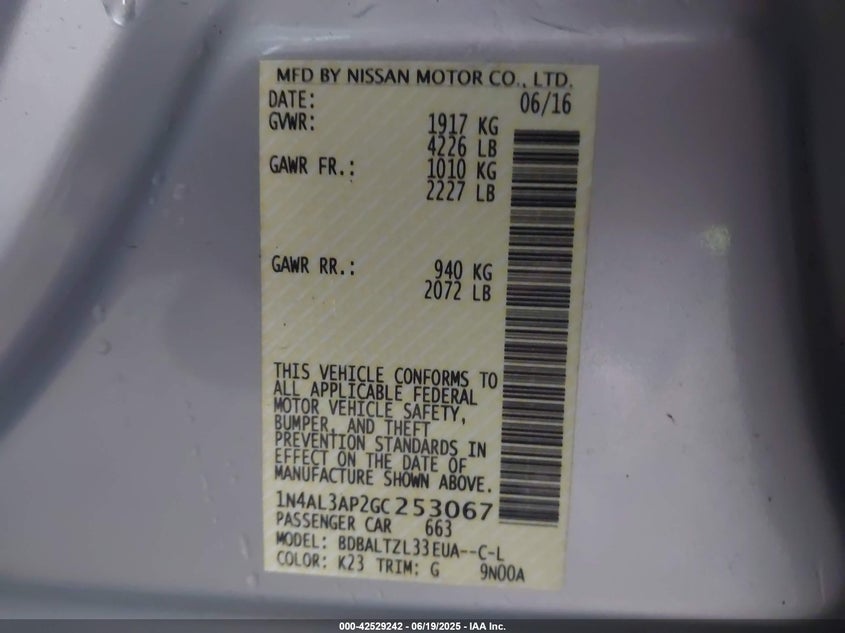 MFD BY NISSAN MOTOR CO., LTD.
DATE: 06/16
GVWR: 1917 KG
4226 LB
GAWR FR.: 1010 KG
2227 LB
GAWR RR.: 940 KG
2072 LB
THIS VEHICLE CONFORMS TO
ALL APPLICABLE FEDERAL
MOTOR VEHICLE SAFETY,
BUMPER, AND THEFT
PREVENTION STANDARDS IN
EFFECT ON THE DATE OF
MANUFACTURE SHOWN ABOVE.
1N4AL3AP2GC253067
PASSENGER CAR 663
MODEL: BDBALTZL33EUA--C-L
COLOR: K23 TRIM: G 9N00A
000-42529242 - 06/19/2025 - IAA Inc.